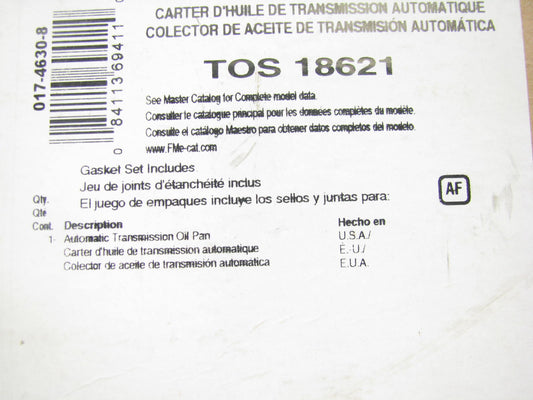 CARTER D'HUILE DE TRANSMISSION AUTOMATIQUE
COLECTOR DE ACEITE DE TRANSMISIÓN AUTOMÁTICA
017-4630-8
0 84113 69411
TOS 18621
See Master Catalog for Complete model data.
Consulter le catalogue principal pour les données complètes du modèle.
Consulte el catálogo Maestro para obtener datos completos del modelo.
www.FMe-cat.com
Gasket Set Includes:
Jeu de joints d'étanchéité inclus
El juego de empaques incluye los sellos y juntas para:
AF
Qty.
Qté
Cont. Description Hecho en
1- Automatic Transmission Oil Pan U.S.A./
Carter d'huile de transmission automatique É.-U./
Colector de aceite de transmisión automática E.U.A.